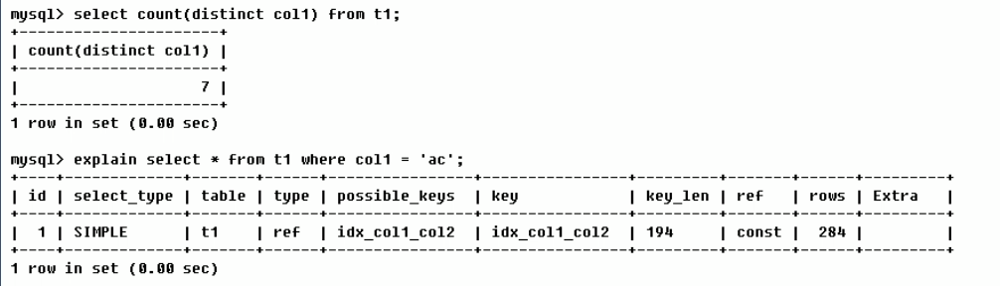 mysql> select count(distinct col1) from t1;
+----------------------+
| count(distinct col1) |
+----------------------+
|                    7 |
+----------------------+
1 row in set (0.00 sec)
mysql> explain select * from t1 where col1 = 'ac';
+----+-------------+-------+------+---------------+---------------+---------+-------+------+-------+
| id | select_type | table | type | possible_keys | key           | key_len | ref   | rows | Extra |
+----+-------------+-------+------+---------------+---------------+---------+-------+------+-------+
|  1 | SIMPLE      | t1    | ref  | idx_col1_col2 | idx_col1_col2 | 194     | const |  284 |       |
+----+-------------+-------+------+---------------+---------------+---------+-------+------+-------+
1 row in set (0.00 sec)